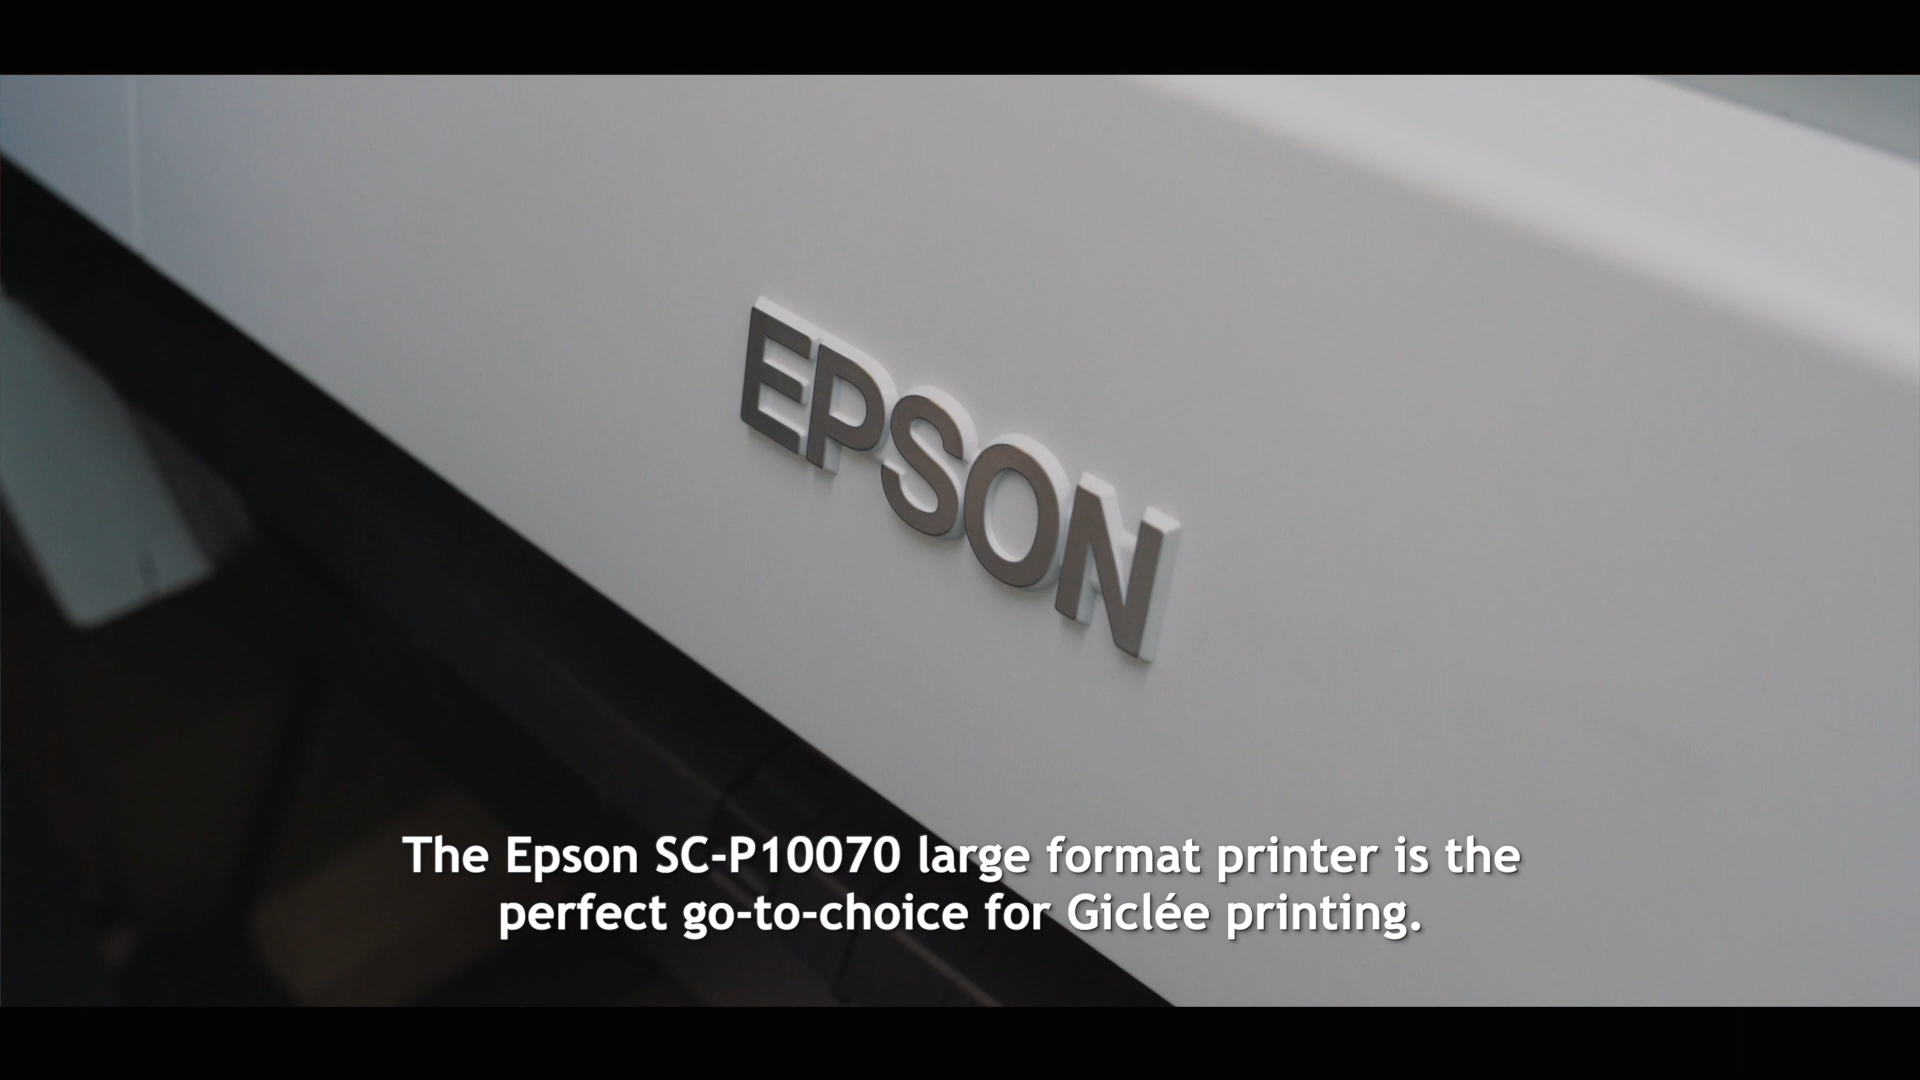 EPSON
The Epson SC-P10070 large format printer is the
perfect go-to-choice for Giclée printing.